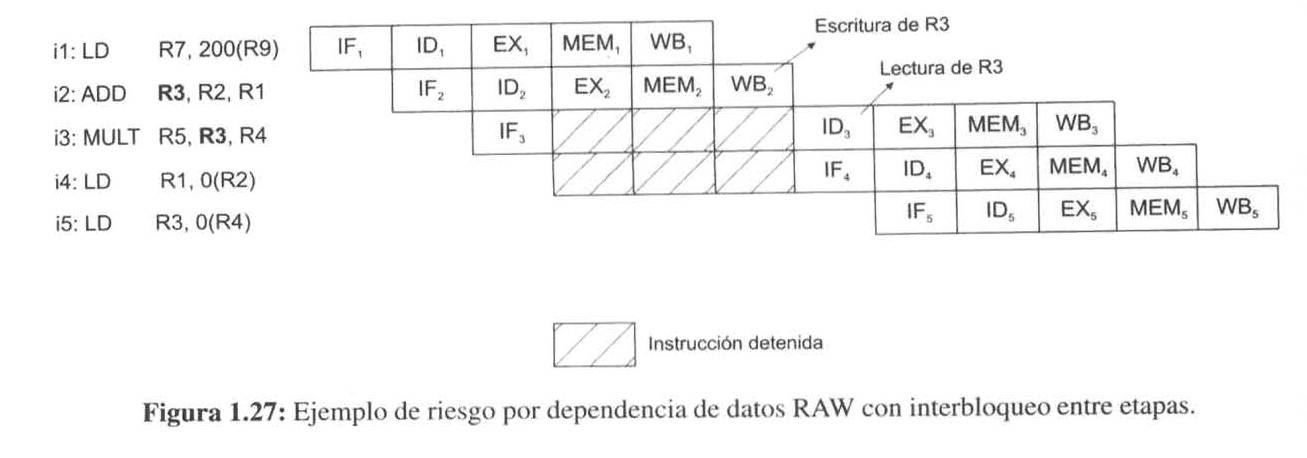 i1: LD R7, 200(R9) IF₁ ID₁ EX₁ MEM₁ WB₁ Escritura de R3
i2: ADD R3, R2, R1 IF₂ ID₂ EX₂ MEM₂ WB₂ Lectura de R3
i3: MULT R5, R3, R4 IF₃ ID₃ EX₃ MEM₃ WB₃
i4: LD R1, 0(R2) IF₄ ID₄ EX₄ MEM₄ WB₄
i5: LD R3, 0(R4) IF₅ ID₅ EX₅ MEM₅ WB₅
Instrucción detenida
Figura 1.27: Ejemplo de riesgo por dependencia de datos RAW con interbloqueo entre etapas.